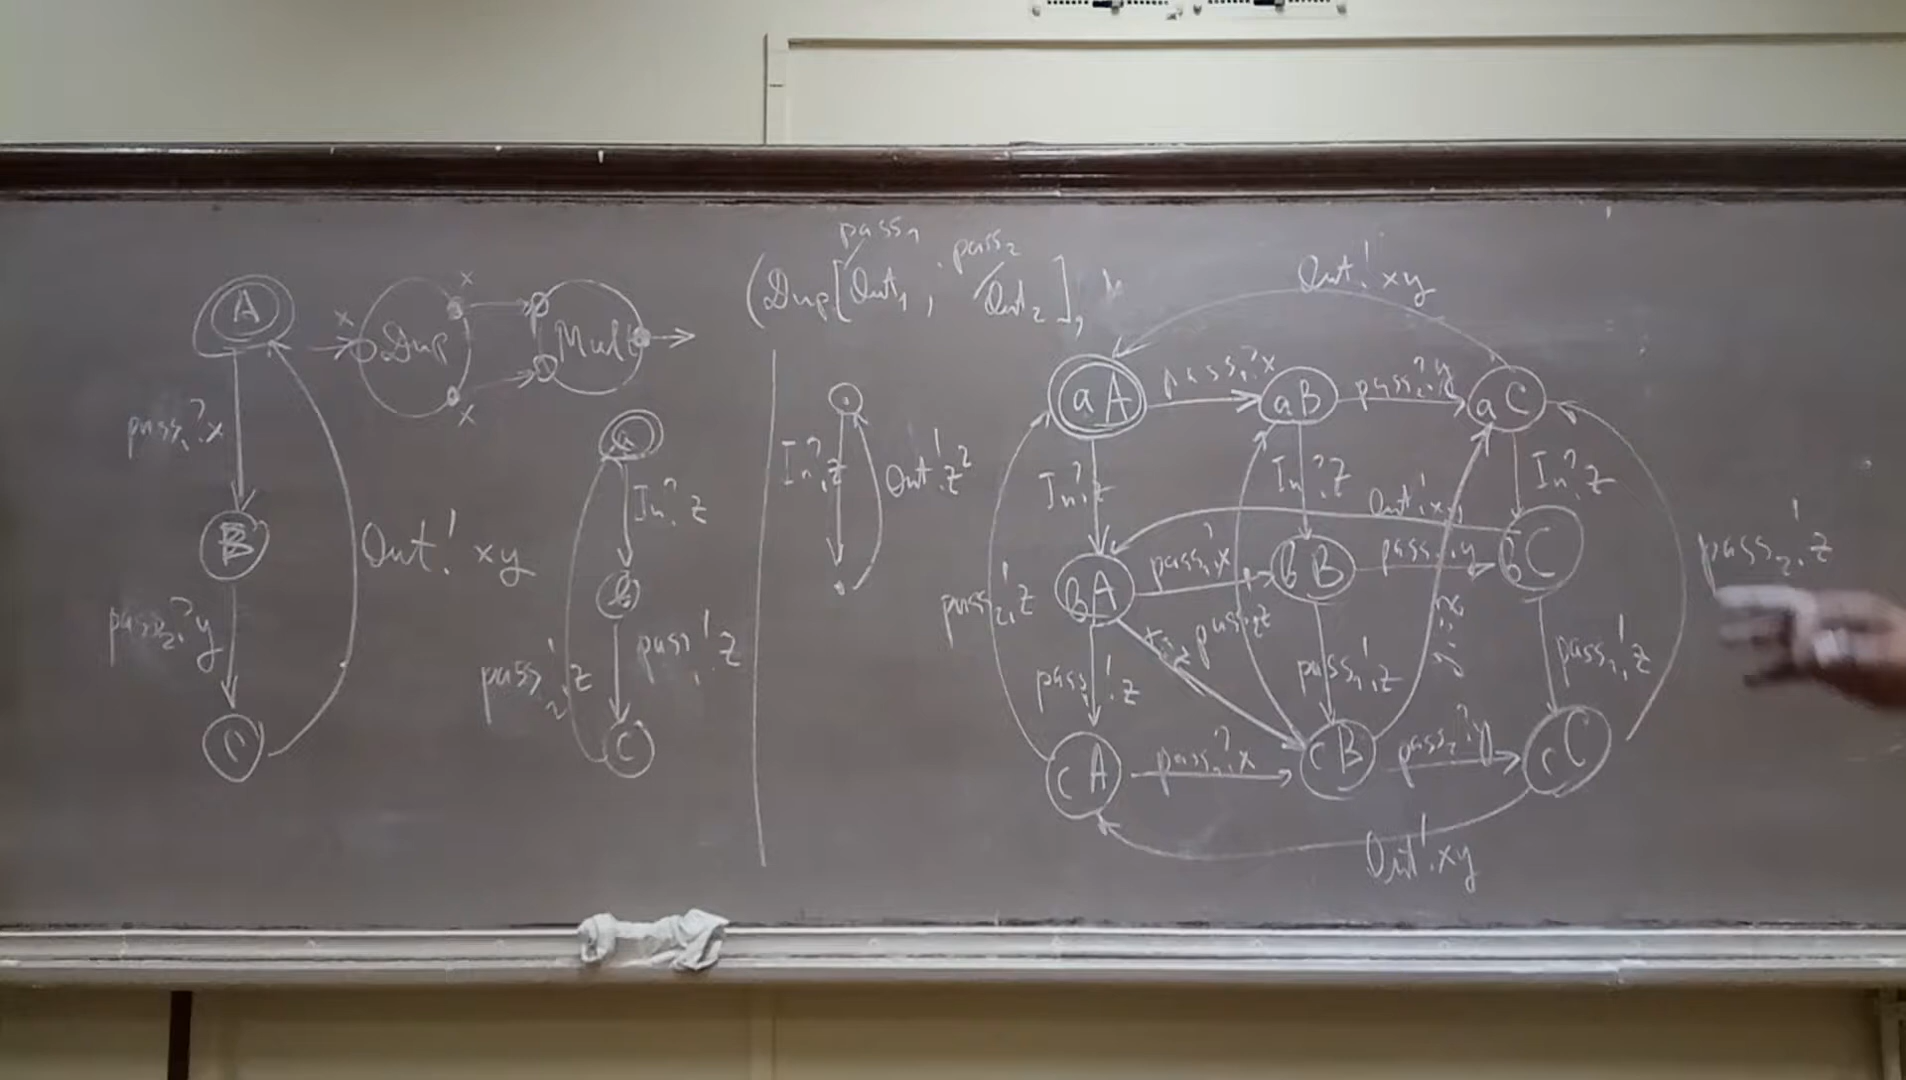 A
pass₁?x
B
pass₂?y
C
Out!xy
x
Dup
x
x
Mult
a
In?z
b
pass₁!z
c
pass₂!z
pass₁
pass₂
(Dup[Out₁, Out₂],
In?z
Out!z²
Out!xy
aA
pass₁?x
aB
pass₂?y
aC
In?z
In?z
In?z
Out!xy
bA
pass₁?x
bB
pass₂?y
bC
pass₂!z
x:=z
pass₂!z
y:=z
pass₂!z
pass₁!z
pass₁!z
pass₁!z
cA
pass₁?x
cB
pass₂?y
cC
Out!xy